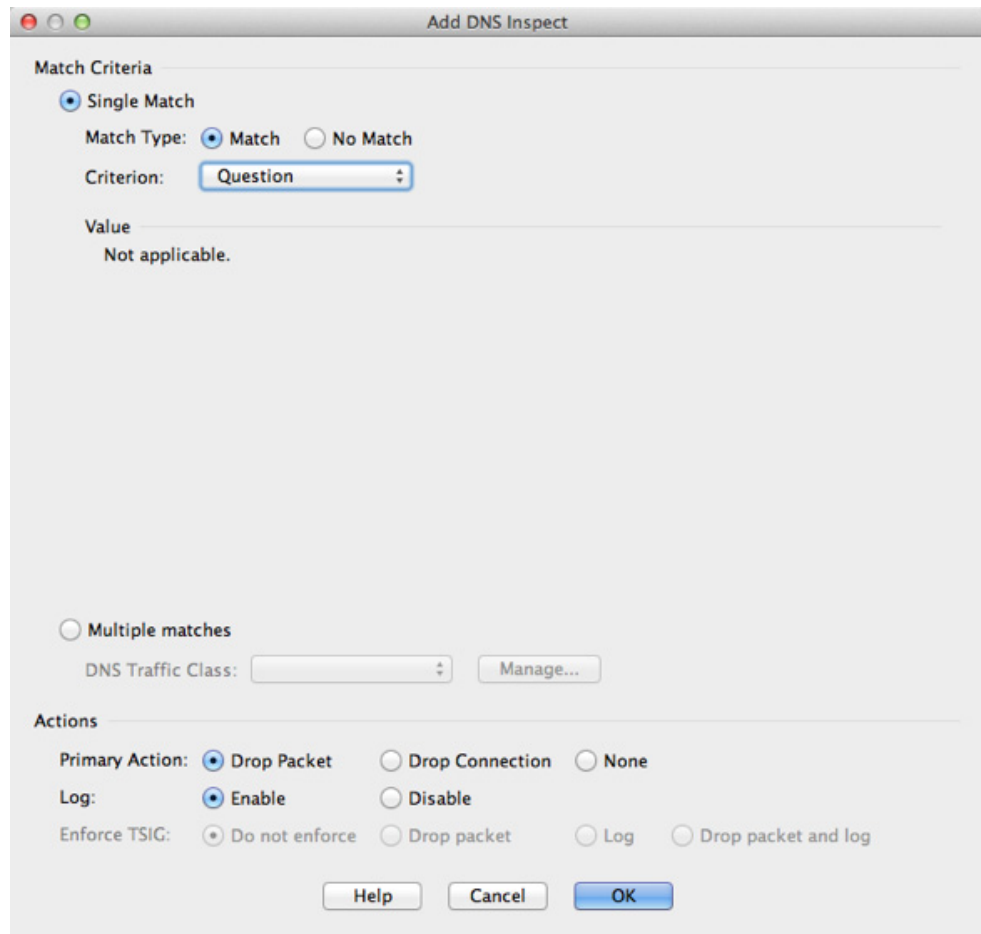 Add DNS Inspect
Match Criteria
Single Match
Match Type: Match No Match
Criterion: Question
Value
Not applicable.
Multiple matches
DNS Traffic Class: Manage...
Actions
Primary Action: Drop Packet Drop Connection None
Log: Enable Disable
Enforce TSIG: Do not enforce Drop packet Log Drop packet and log
Help Cancel OK